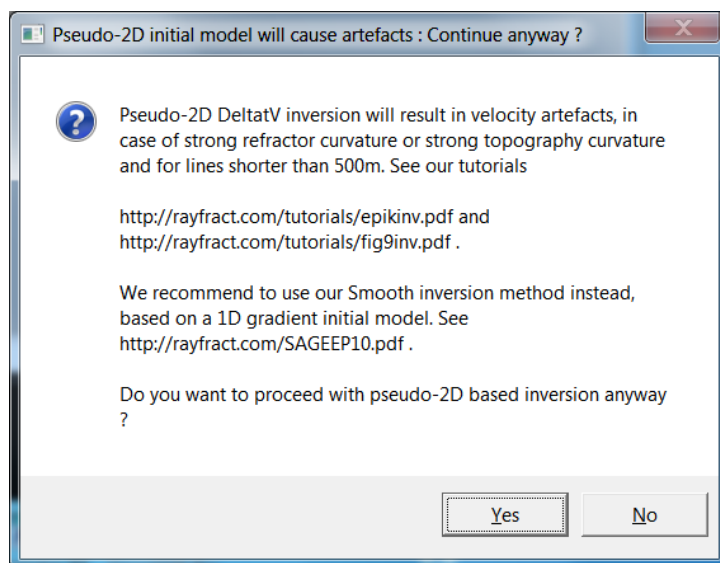 Pseudo-2D initial model will cause artefacts : Continue anyway ?
Pseudo-2D DeltatV inversion will result in velocity artefacts, in
case of strong refractor curvature or strong topography curvature
and for lines shorter than 500m. See our tutorials
http://rayfract.com/tutorials/epikinv.pdf and
http://rayfract.com/tutorials/fig9inv.pdf .
We recommend to use our Smooth inversion method instead,
based on a 1D gradient initial model. See
http://rayfract.com/SAGEEP10.pdf .
Do you want to proceed with pseudo-2D based inversion anyway
?
Yes
No